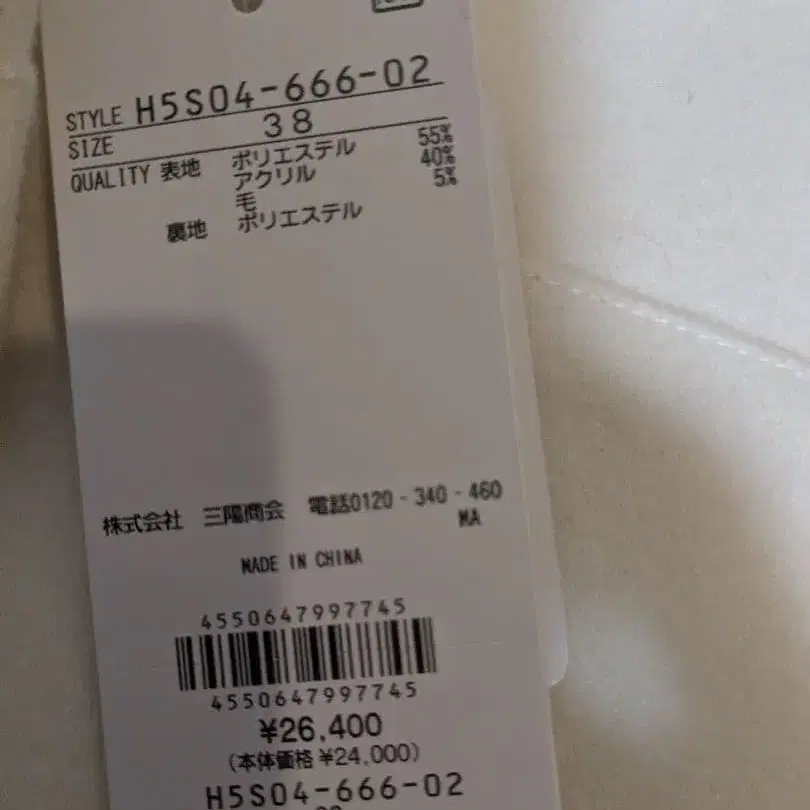 STYLE H5S04-666-02
SIZE 38
QUALITY 表地 ポリエステル 55%
アクリル 40%
毛 5%
裏地 ポリエステル
株式会社 三陽商会 電話0120-340-460
MA
MADE IN CHINA
4550647997745
4550647997745
¥26,400
(本体価格 ¥24,000)
H5S04-666-02